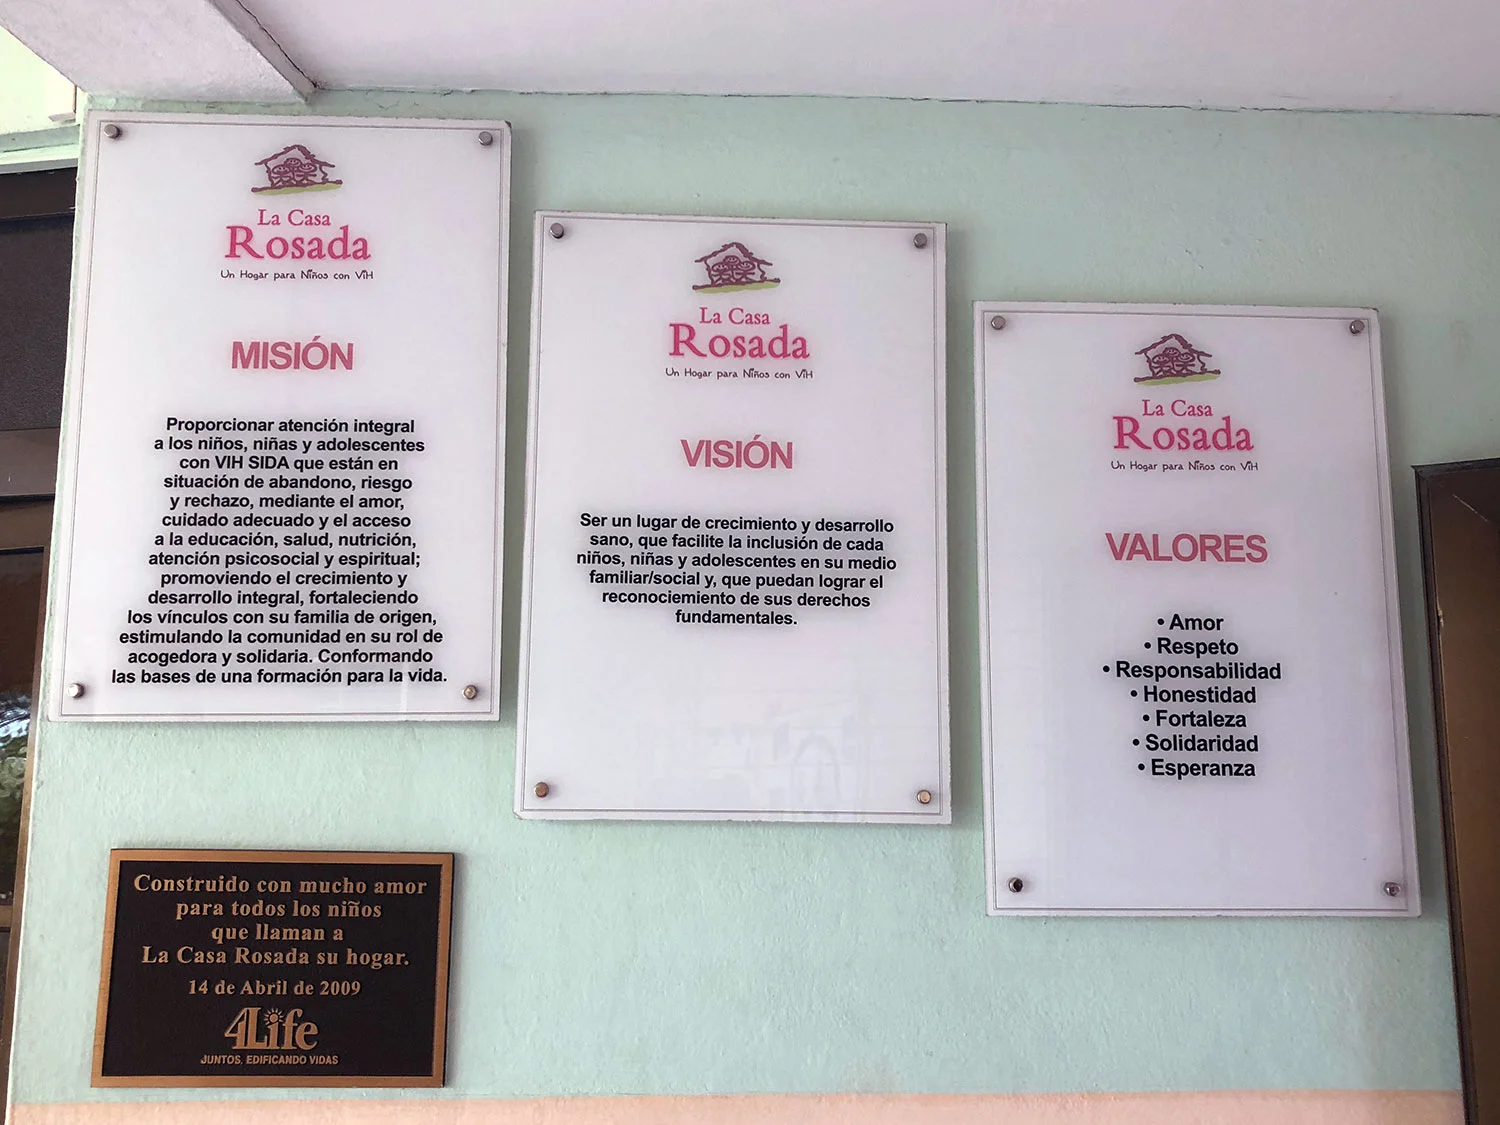 La Casa
Rosada
Un Hogar para Niños con ViH
MISIÓN
Proporcionar atención integral
a los niños, niñas y adolescentes
con VIH SIDA que están en
situación de abandono, riesgo
y rechazo, mediante el amor,
cuidado adecuado y el acceso
a la educación, salud, nutrición,
atención psicosocial y espiritual;
promoviendo el crecimiento y
desarrollo integral, fortaleciendo
los vínculos con su familia de origen,
estimulando la comunidad en su rol de
acogedora y solidaria. Conformando
las bases de una formación para la vida.
La Casa
Rosada
Un Hogar para Niños con ViH
VISIÓN
Ser un lugar de crecimiento y desarrollo
sano, que facilite la inclusión de cada
niños, niñas y adolescentes en su medio
familiar/social y, que puedan lograr el
reconociemiento de sus derechos
fundamentales.
La Casa
Rosada
Un Hogar para Niños con ViH
VALORES
• Amor
• Respeto
• Responsabilidad
• Honestidad
• Fortaleza
• Solidaridad
• Esperanza
Construido con mucho amor
para todos los niños
que llaman a
La Casa Rosada su hogar.
14 de Abril de 2009
4Life
JUNTOS, EDIFICANDO VIDAS